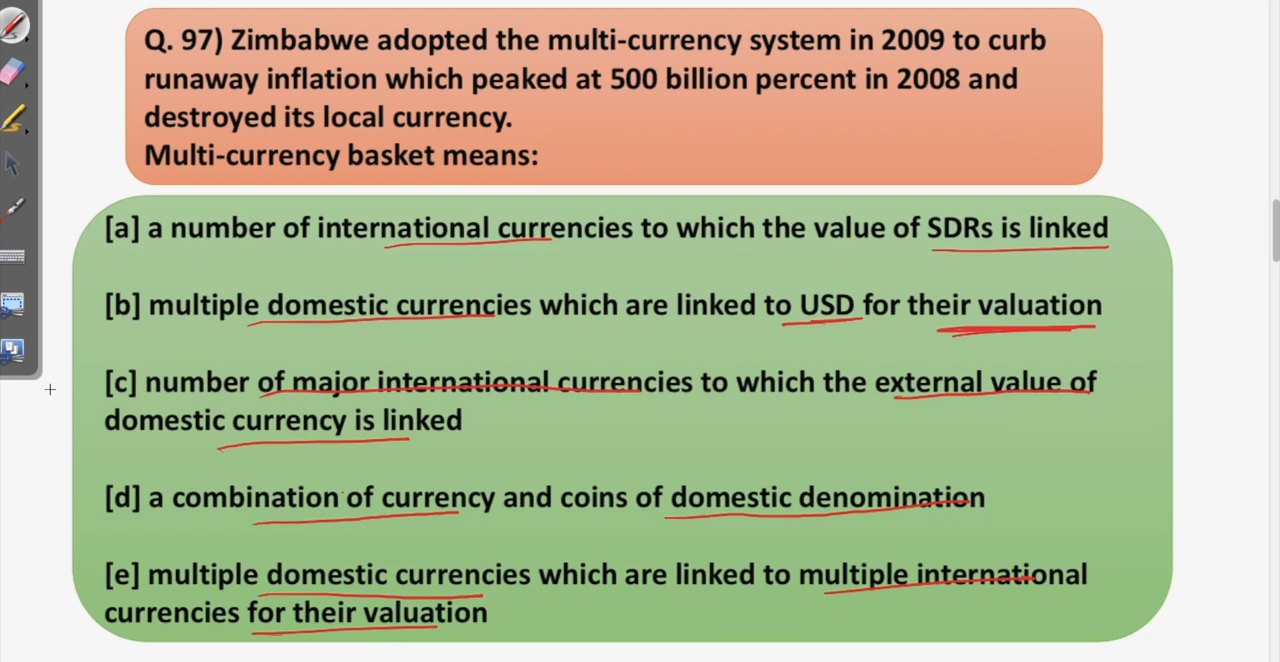 Q. 97) Zimbabwe adopted the multi-currency system in 2009 to curb
runaway inflation which peaked at 500 billion percent in 2008 and
destroyed its local currency.
Multi-currency basket means:
[a] a number of international currencies to which the value of SDRs is linked
[b] multiple domestic currencies which are linked to USD for their valuation
[c] number of major international currencies to which the external value of
domestic currency is linked
[d] a combination of currency and coins of domestic denomination
[e] multiple domestic currencies which are linked to multiple international
currencies for their valuation